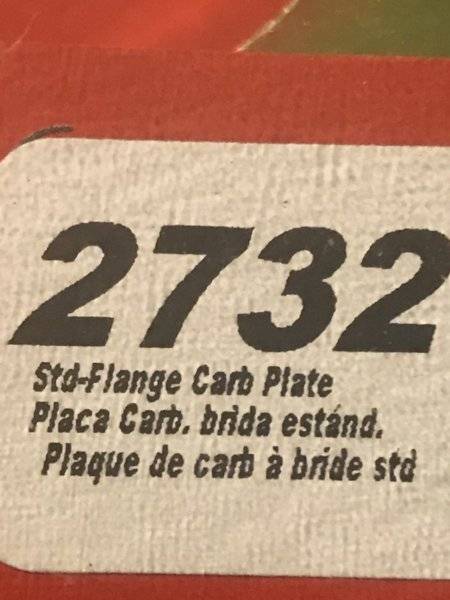 2732
Std-Flange Carb Plate
Placa Carb. brida estánd.
Plaque de carb à bride std